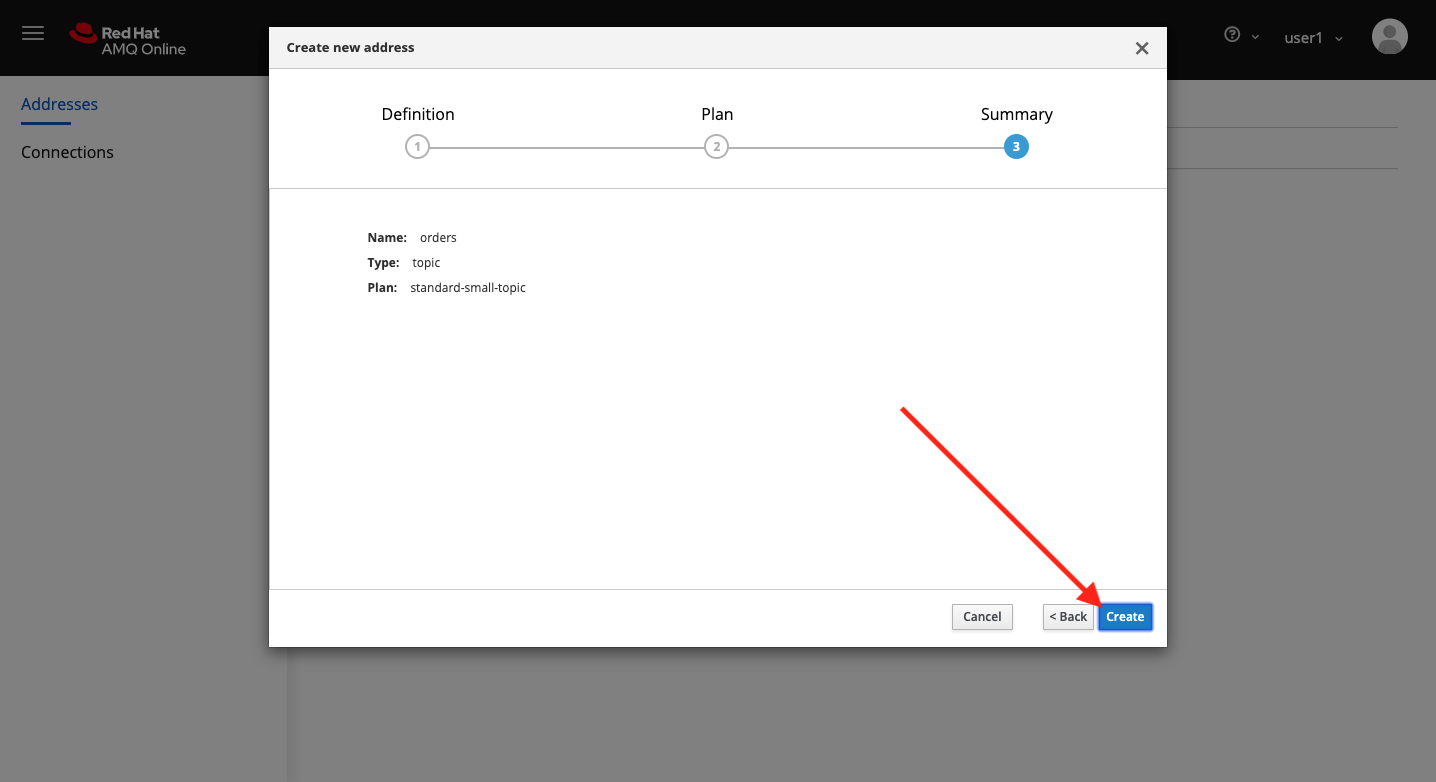 Red Hat
AMQ Online
user1
Addresses
Connections
Create new address
Definition
Plan
Summary
1
2
3
Name: orders
Type: topic
Plan: standard-small-topic
Cancel
< Back
Create